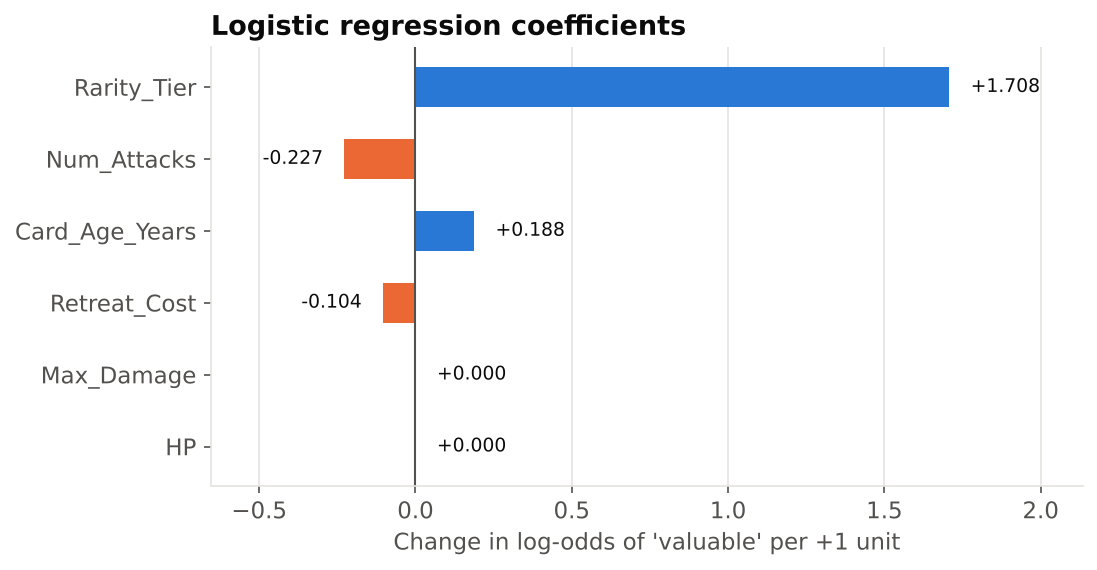 Logistic regression coefficients
Rarity_Tier +1.708
Num_Attacks -0.227
Card_Age_Years +0.188
Retreat_Cost -0.104
Max_Damage +0.000
HP +0.000
−0.5 0.0 0.5 1.0 1.5 2.0
Change in log-odds of 'valuable' per +1 unit